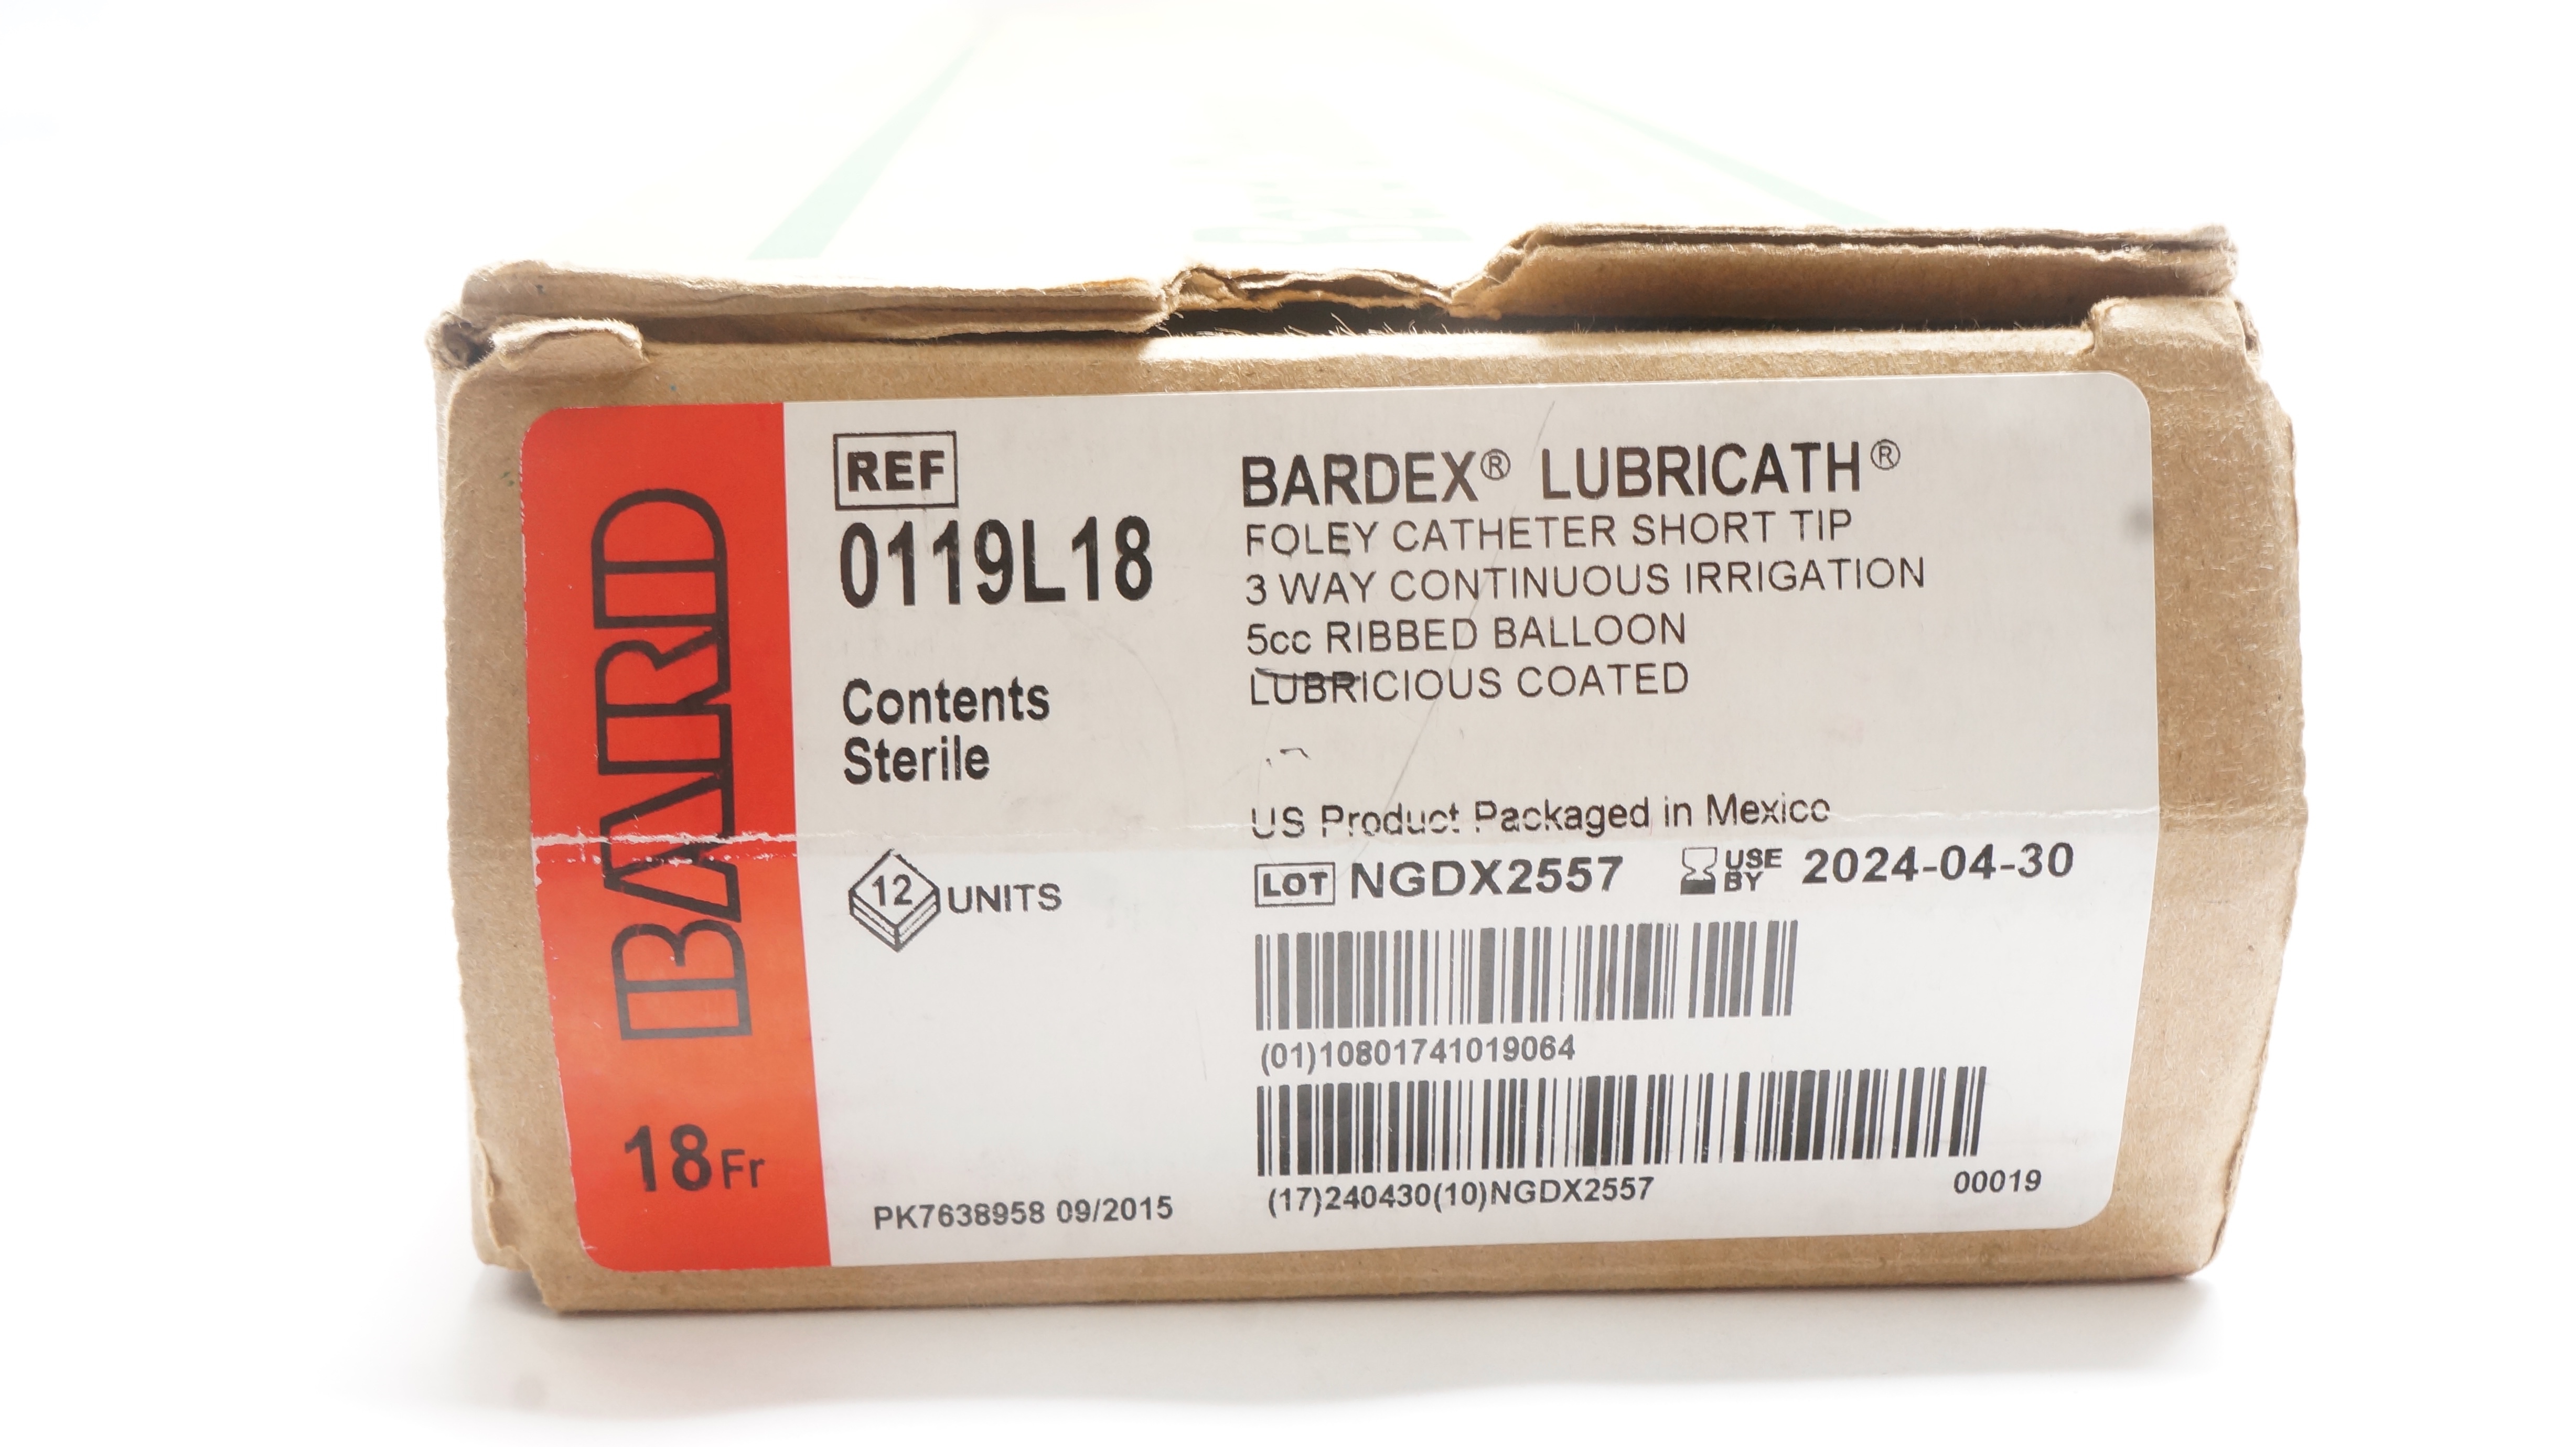 BARD
18 Fr
REF
0119L18
Contents
Sterile
12 UNITS
PK7638958 09/2015
BARDEX® LUBRICATH®
FOLEY CATHETER SHORT TIP
3 WAY CONTINUOUS IRRIGATION
5cc RIBBED BALLOON
LUBRICIOUS COATED
US Product Packaged in Mexico
LOT NGDX2557 USE BY 2024-04-30
(01)10801741019064
(17)240430(10)NGDX2557
00019